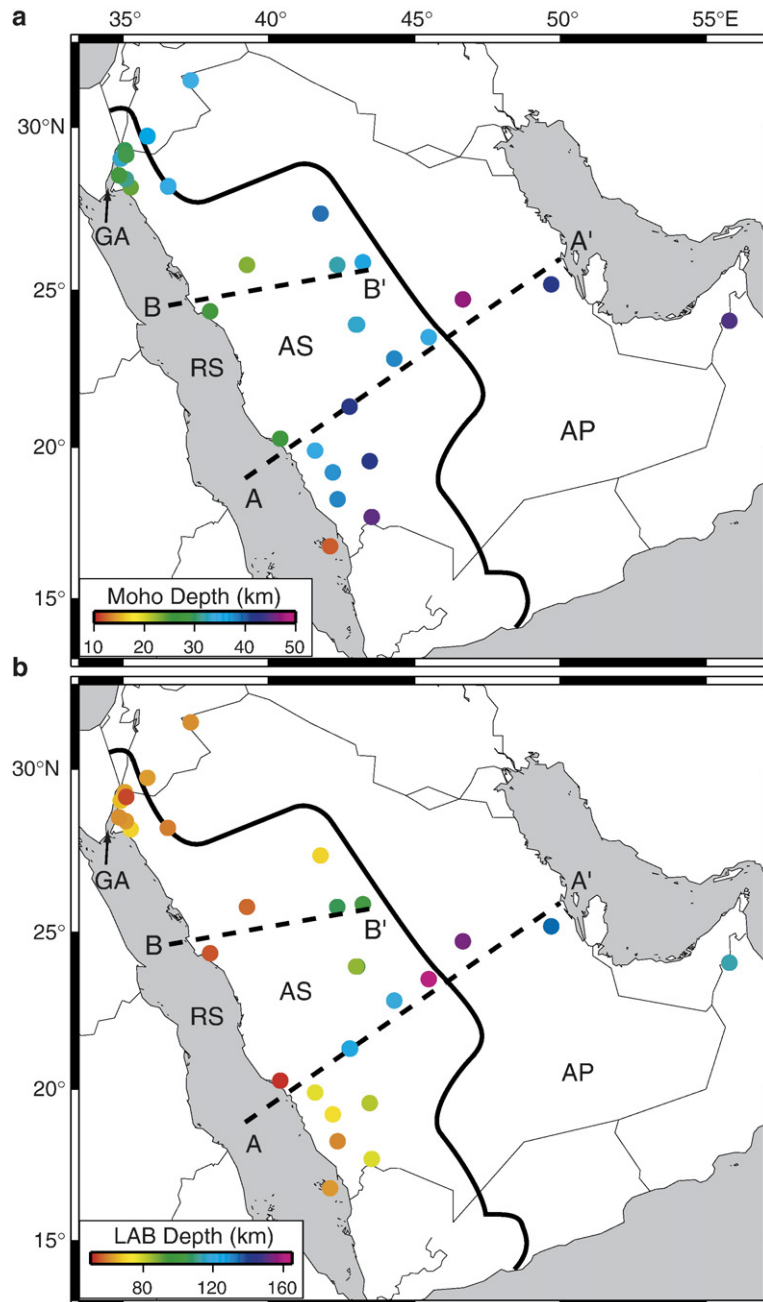 a
35° 40° 45° 50° 55°E
30°N
25°
20°
15°
GA
A'
B
B'
RS
AS
AP
A
Moho Depth (km)
10 20 30 40 50
b
30°N
25°
20°
15°
GA
A'
B
B'
RS
AS
AP
A
LAB Depth (km)
80 120 160